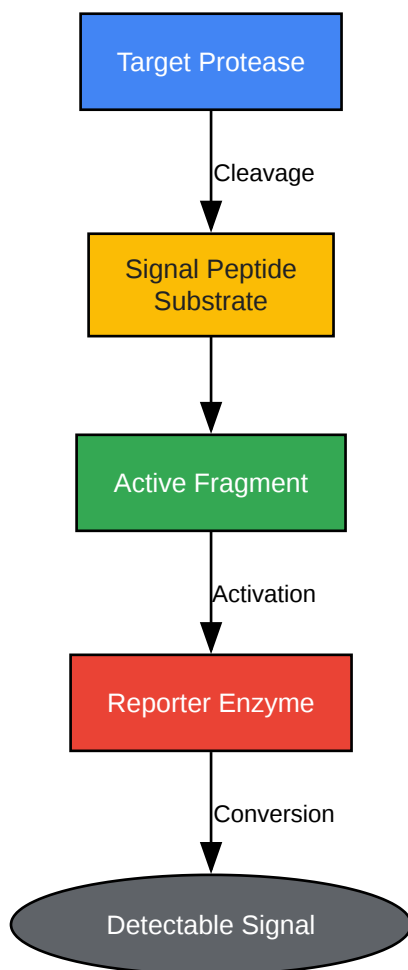 Target Protease
Cleavage
Signal Peptide
Substrate
Active Fragment
Activation
Reporter Enzyme
Conversion
Detectable Signal